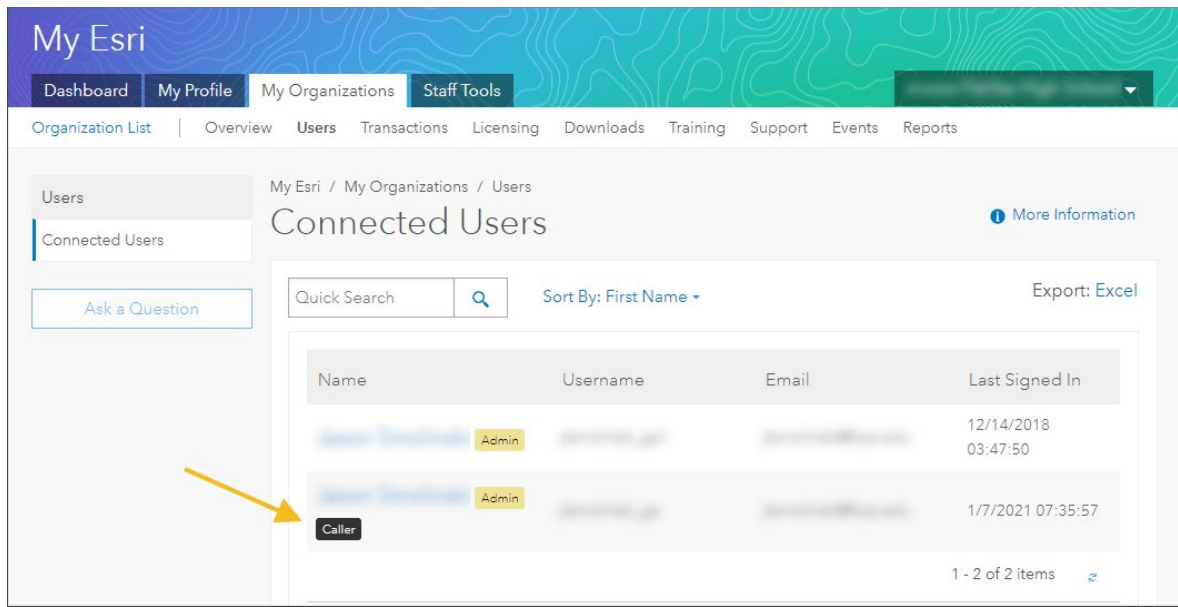 My Esri
Dashboard My Profile My Organizations Staff Tools
Organization List | Overview Users Transactions Licensing Downloads Training Support Events Reports
Users
Connected Users
Ask a Question
My Esri / My Organizations / Users
Connected Users
More Information
Quick Search Sort By: First Name Export: Excel
Name Username Email Last Signed In
Admin 12/14/2018
03:47:50
Admin
Caller 1/7/2021 07:35:57
1 - 2 of 2 items